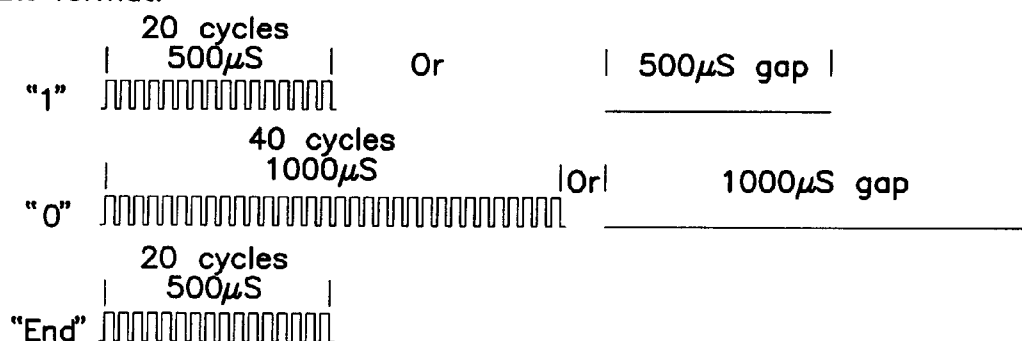 20 cycles
500μS Or 500μS gap
"1"
40 cycles
1000μS Or 1000μS gap
"0"
20 cycles
500μS
"End"